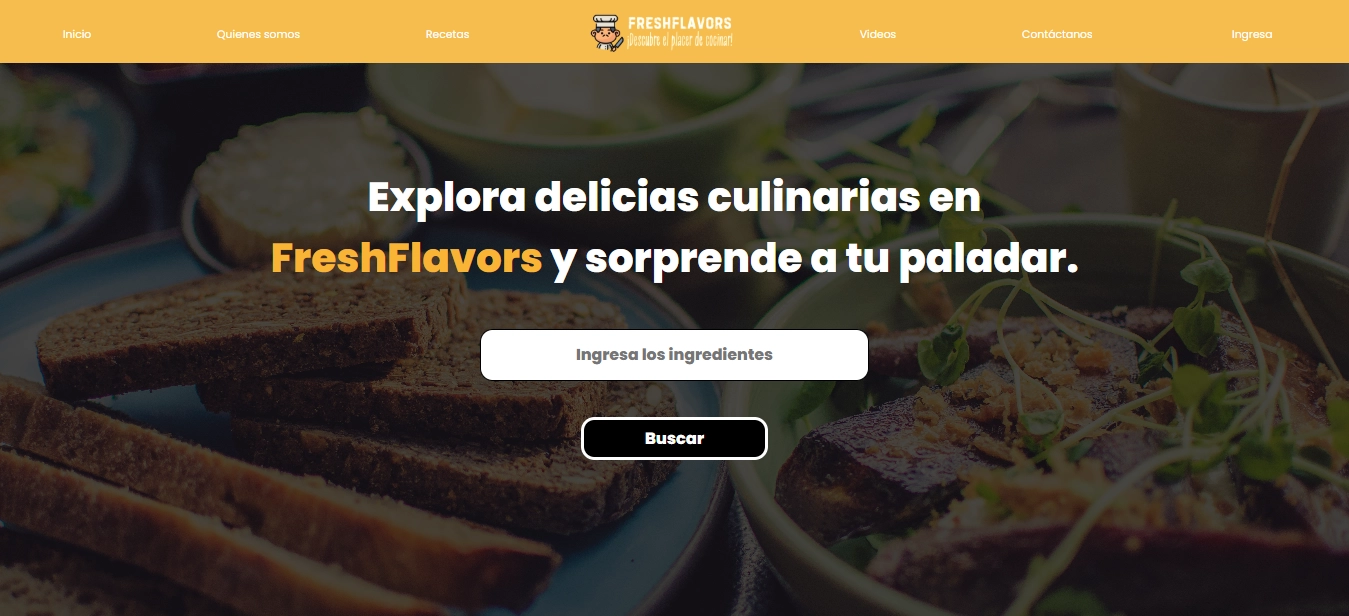 Inicio
Quienes somos
Recetas
FRESHFLAVORS
¡Descubre el placer de cocinar!
Videos
Contáctanos
Ingresa
Explora delicias culinarias en
FreshFlavors y sorprende a tu paladar.
Ingresa los ingredientes
Buscar